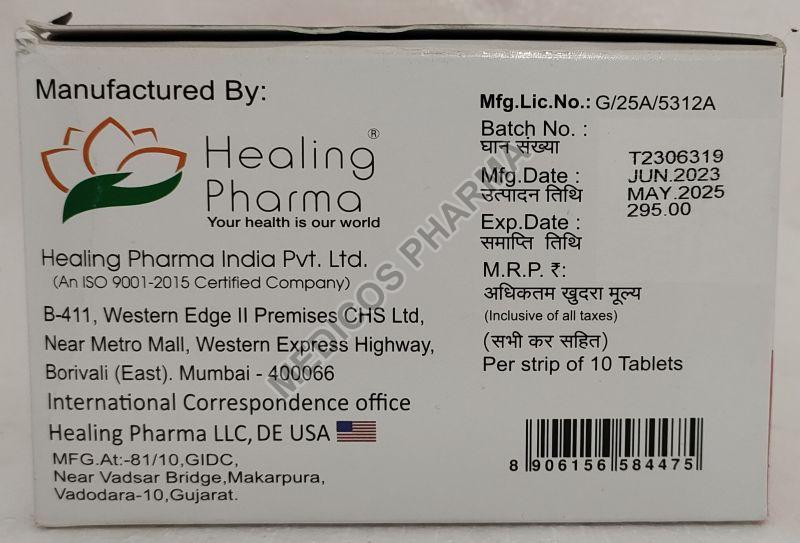 Manufactured By:
Healing®
Pharma
Your health is our world
Healing Pharma India Pvt. Ltd.
(An ISO 9001-2015 Certified Company)
B-411, Western Edge II Premises CHS Ltd,
Near Metro Mall, Western Express Highway,
Borivali (East). Mumbai - 400066
International Correspondence office
Healing Pharma LLC, DE USA
MFG.At:-81/10,GIDC,
Near Vadsar Bridge,Makarpura,
Vadodara-10,Gujarat.
Mfg.Lic.No.: G/25A/5312A
Batch No. :
घान संख्या
T2306319
Mfg.Date : JUN.2023
उत्पादन तिथि MAY.2025
295.00
Exp.Date :
समाप्ति तिथि
M.R.P. ₹:
अधिकतम खुदरा मूल्य
(Inclusive of all taxes)
(सभी कर सहित)
Per strip of 10 Tablets
8 906156 584475
MEDICOS PHARMA